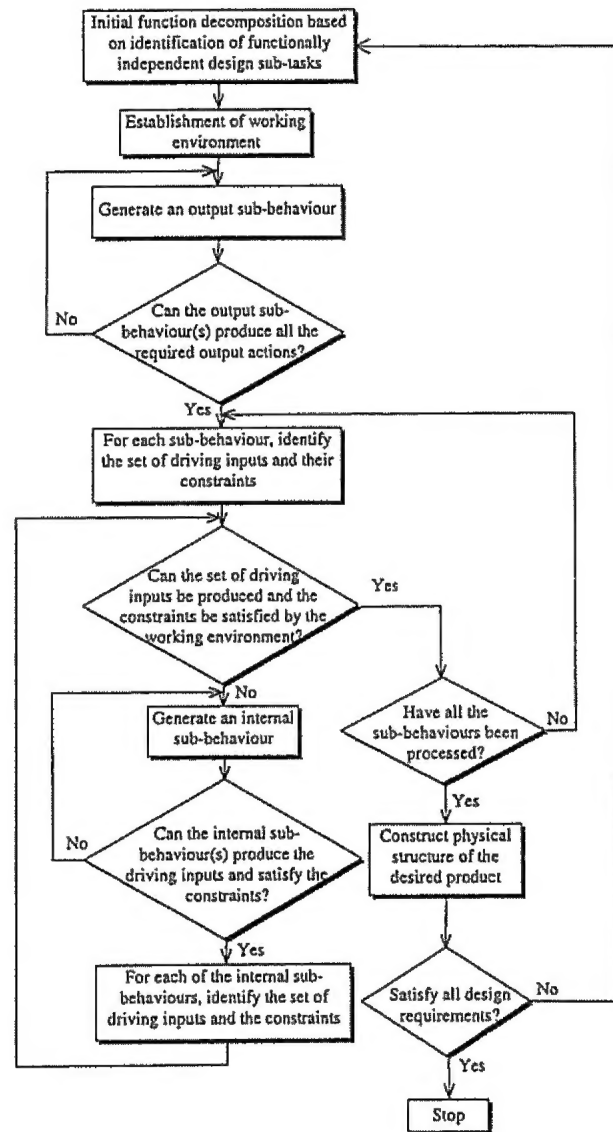 Initial function decomposition based
on identification of functionally
independent design sub-tasks
Establishment of working
environment
Generate an output sub-behaviour
Can the output sub-
behaviour(s) produce all the
required output actions?
No
Yes
For each sub-behaviour, identify
the set of driving inputs and their
constraints
Can the set of driving
inputs be produced and the
constraints be satisfied by the
working environment?
Yes
No
Generate an internal
sub-behaviour
Have all the
sub-behaviours been
processed?
No
Yes
Can the internal sub-
behaviour(s) produce the
driving inputs and satisfy the
constraints?
No
Yes
Construct physical
structure of the
desired product
For each of the internal sub-
behaviours, identify the set of
driving inputs and the constraints
Satisfy all design
requirements?
No
Yes
Stop